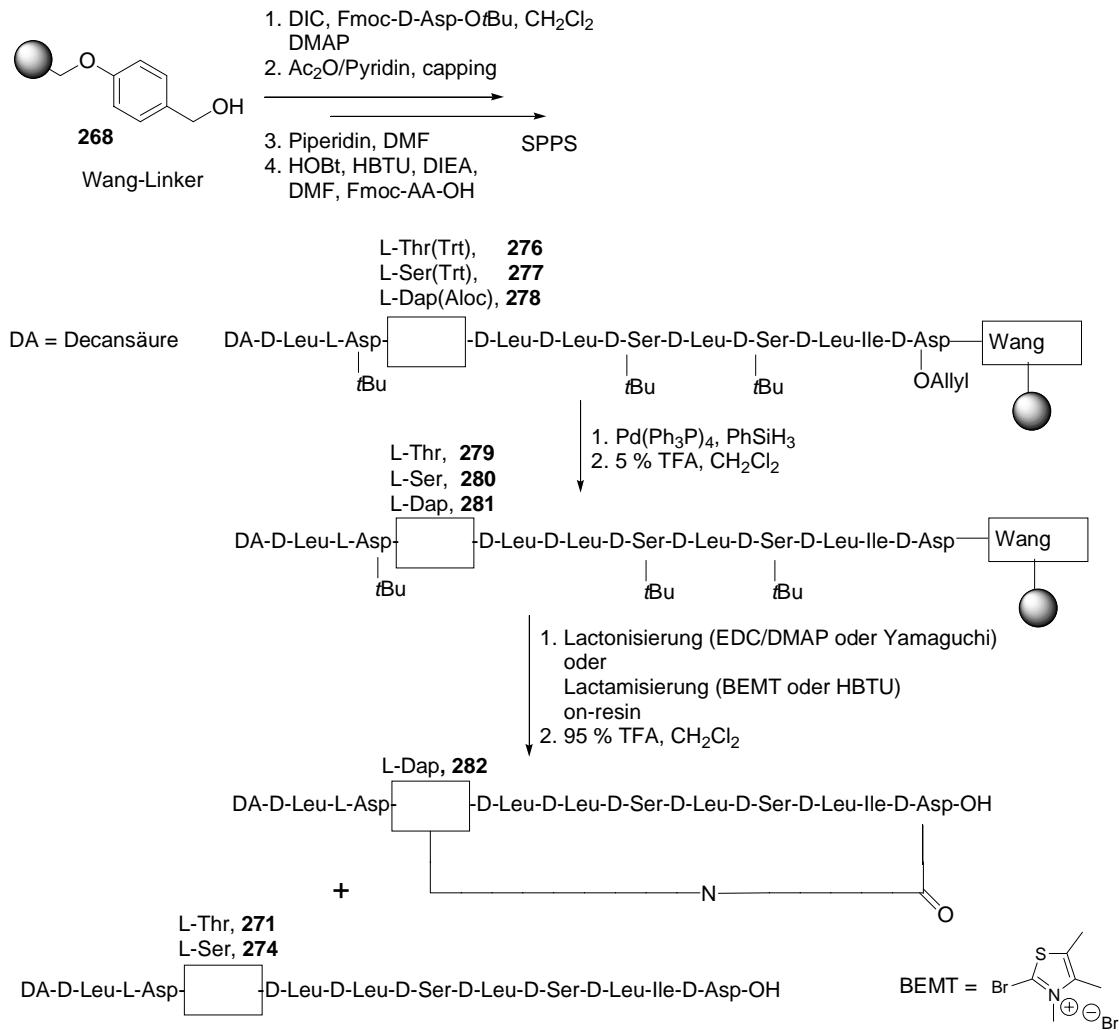 1. DIC, Fmoc-D-Asp-OtBu, CH2Cl2
DMAP
2. Ac2O/Pyridin, capping
O
OH
268
Wang-Linker
3. Piperidin, DMF
SPPS
4. HOBt, HBTU, DIEA,
DMF, Fmoc-AA-OH
L-Thr(Trt), 276
L-Ser(Trt), 277
L-Dap(Aloc), 278
DA = Decansäure
DA-D-Leu-L-Asp- -D-Leu-D-Leu-D-Ser-D-Leu-D-Ser-D-Leu-Ile-D-Asp Wang
tBu tBu tBu OAllyl
1. Pd(Ph3P)4, PhSiH3
2. 5 % TFA, CH2Cl2
L-Thr, 279
L-Ser, 280
L-Dap, 281
DA-D-Leu-L-Asp- -D-Leu-D-Leu-D-Ser-D-Leu-D-Ser-D-Leu-Ile-D-Asp Wang
tBu tBu tBu
1. Lactonisierung (EDC/DMAP oder Yamaguchi)
oder
Lactamisierung (BEMT oder HBTU)
on-resin
2. 95 % TFA, CH2Cl2
L-Dap, 282
DA-D-Leu-L-Asp- -D-Leu-D-Leu-D-Ser-D-Leu-D-Ser-D-Leu-Ile-D-Asp-OH
+
N
O
L-Thr, 271
L-Ser, 274
DA-D-Leu-L-Asp- -D-Leu-D-Leu-D-Ser-D-Leu-D-Ser-D-Leu-Ile-D-Asp-OH
BEMT = Br S N + − Br